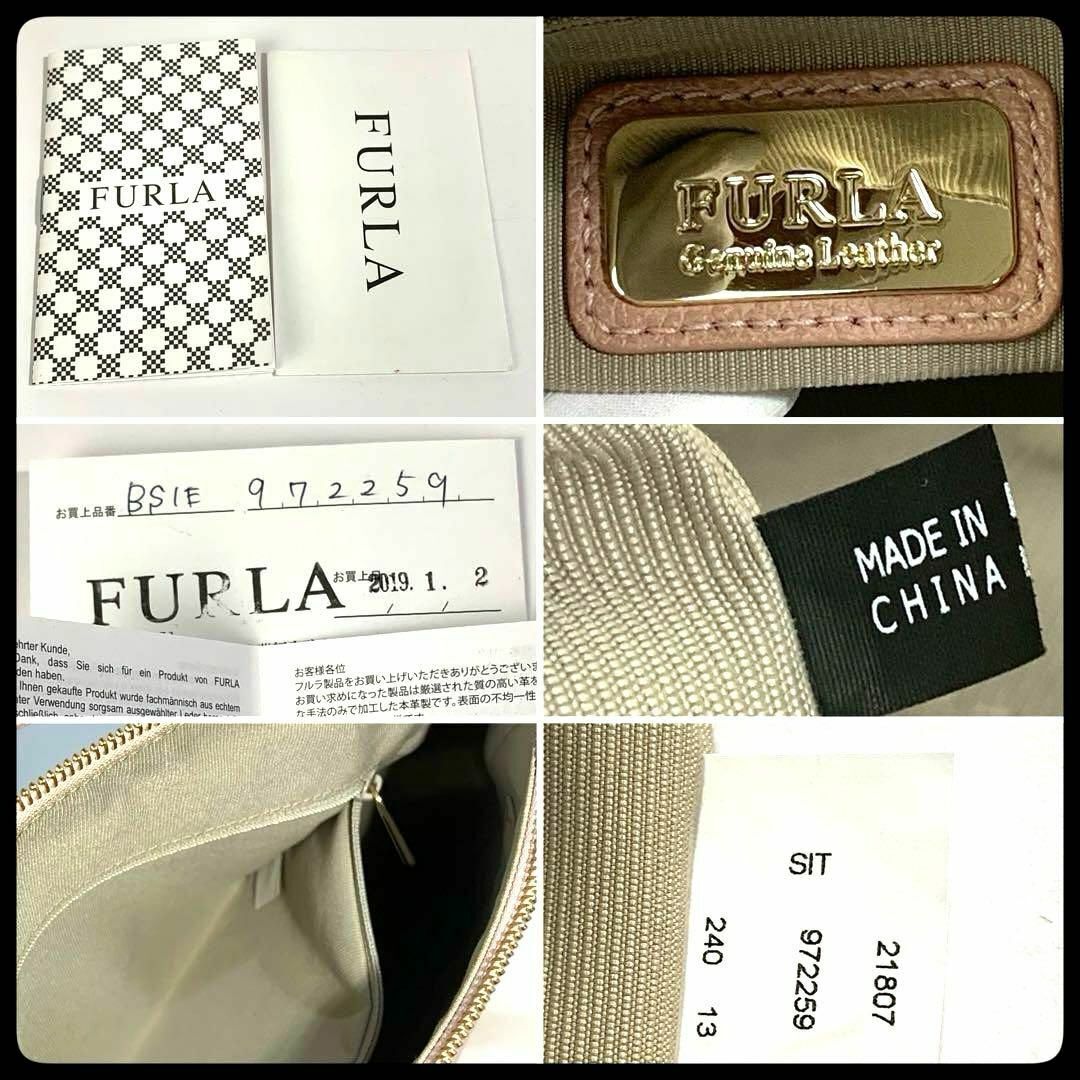 FURLA
FURLA
FURLA
Genuine Leather
お買上品番 BSIE 972259
FURLA
お買上 2019. 1. 2
ehrter Kunde,
Dank, dass Sie sich für ein Produkt von FURLA
den haben.
Ihnen gekaufte Produkt wurde fachmännisch aus echtem
Verwendung sorgsam ausgewählter Leder
お客様各位
フルラ製品をお買い上げいただきありがとうござい
お買い求めになった製品は厳選された質の高い革を
な手法のみで加工した本革製です。表面の不均一性
MADE IN
CHINA
21807
SIT 972259
240 13